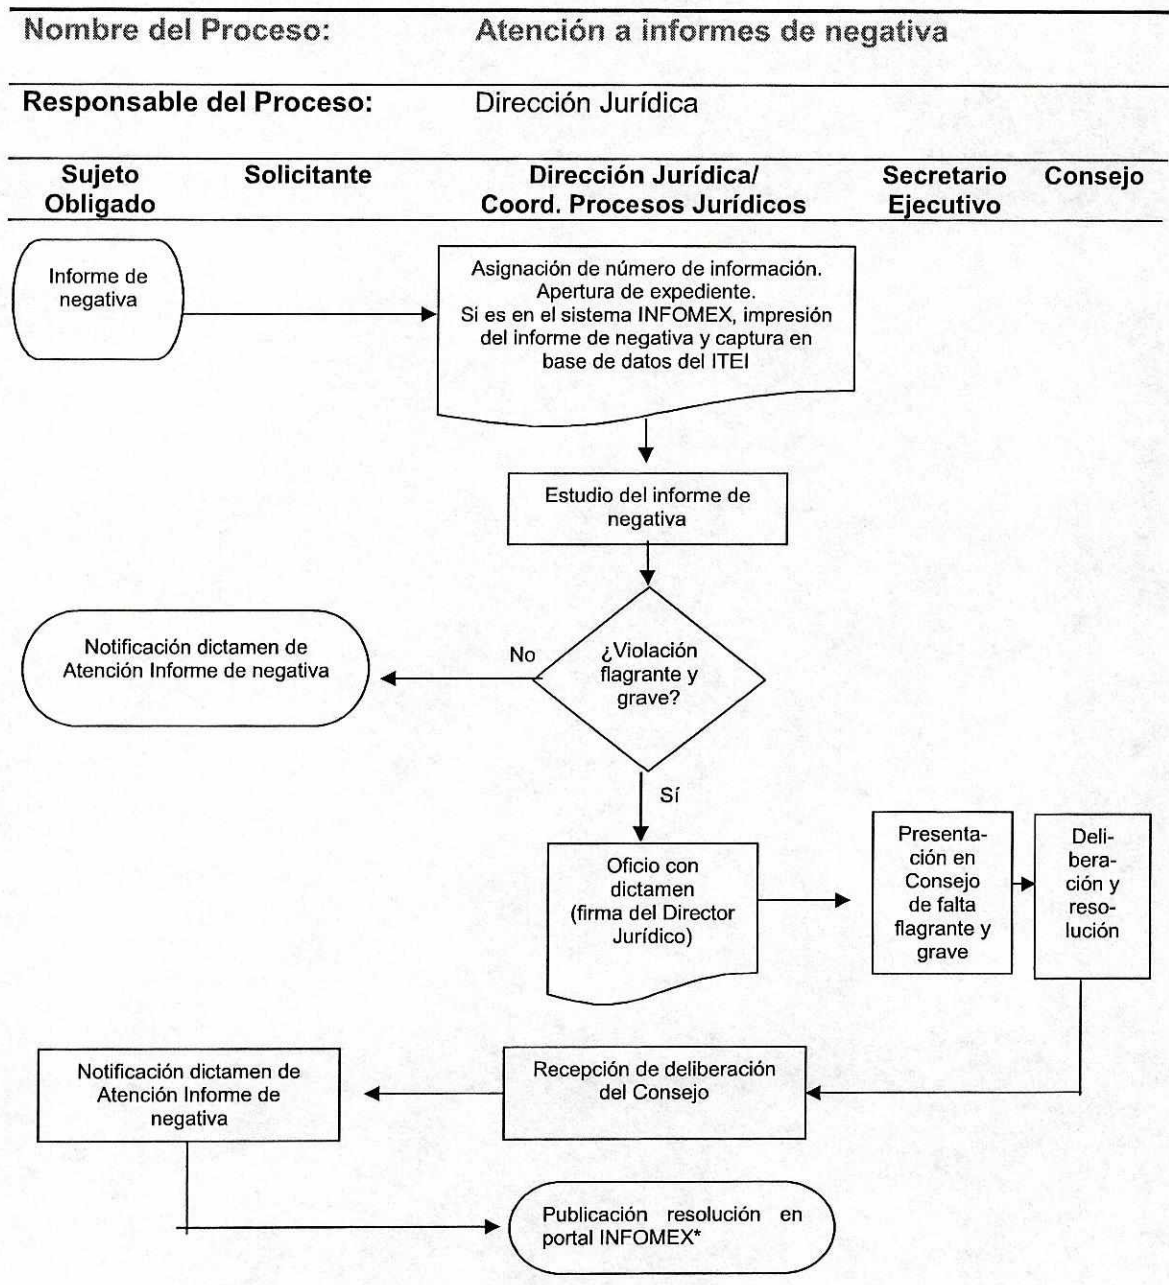 Nombre del Proceso: Atención a informes de negativa
Responsable del Proceso: Dirección Jurídica
Sujeto Obligado
Solicitante
Dirección Jurídica/
Coord. Procesos Jurídicos
Secretario
Ejecutivo
Consejo
Informe de
negativa
Asignación de número de información.
Apertura de expediente.
Si es en el sistema INFOMEX, impresión
del informe de negativa y captura en
base de datos del ITEI
Estudio del informe de
negativa
¿Violación
flagrante y
grave?
No
Notificación dictamen de
Atención Informe de negativa
Sí
Oficio con
dictamen
(firma del Director
Jurídico)
Presenta-
ción en
Consejo
de falta
flagrante y
grave
Deli-
bera-
ción y
reso-
lución
Recepción de deliberación
del Consejo
Notificación dictamen de
Atención Informe de
negativa
Publicación resolución en
portal INFOMEX*